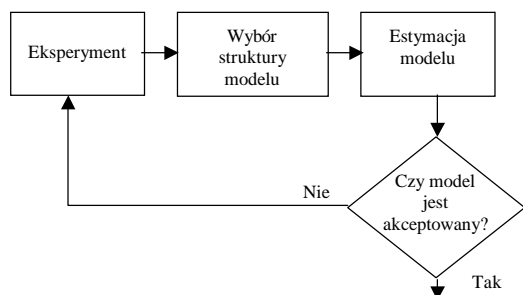 Eksperyment
Wybór
struktury
modelu
Estymacja
modelu
Czy model
jest
akceptowany?
Nie
Tak